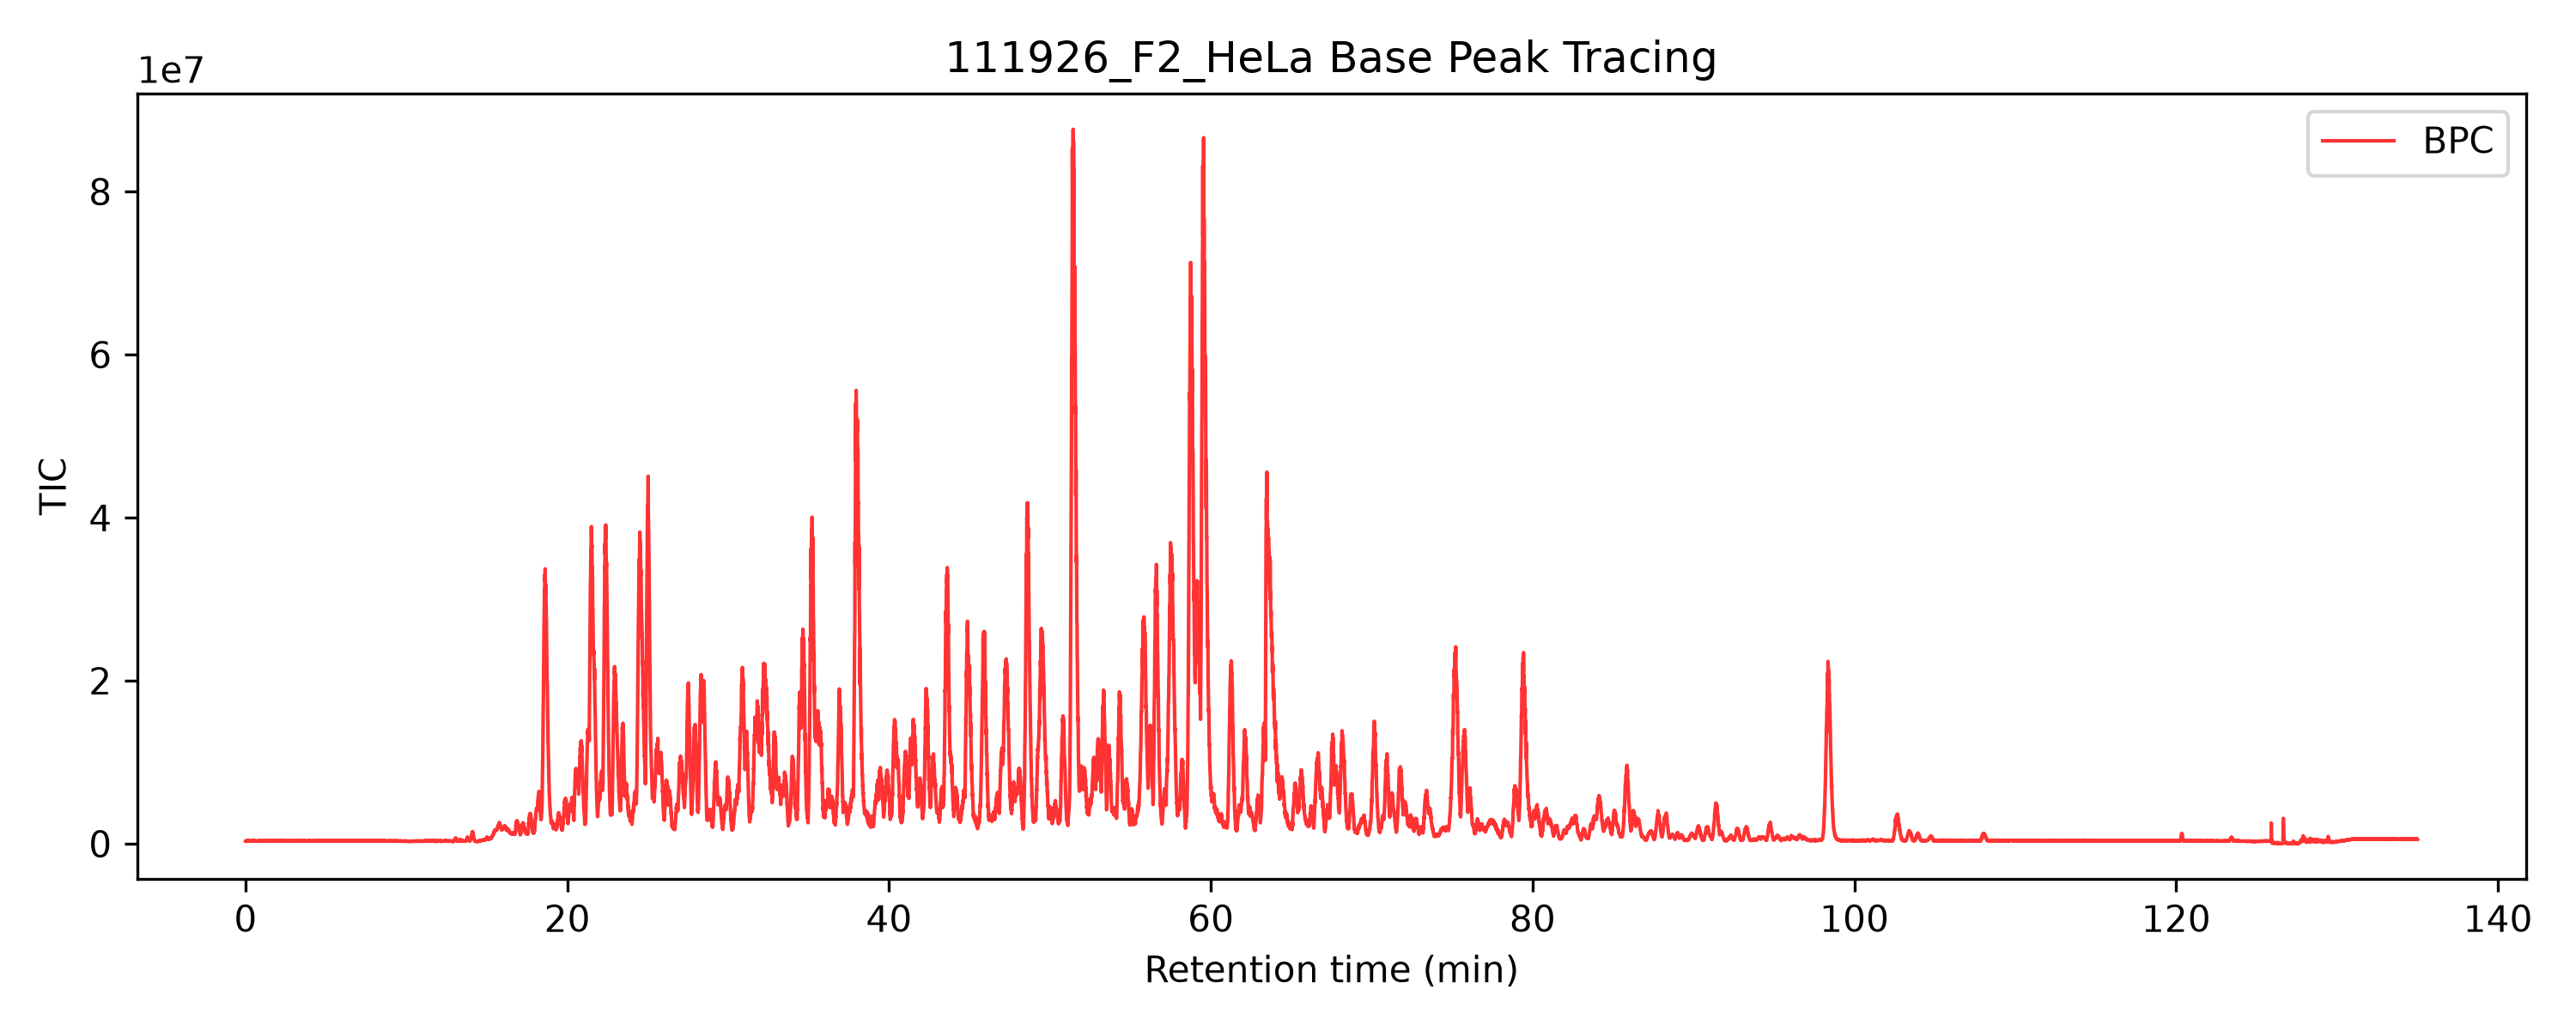 111926_F2_HeLa Base Peak Tracing
1e7
BPC
8
6
4
2
0
TIC
0 20 40 60 80 100 120 140
Retention time (min)